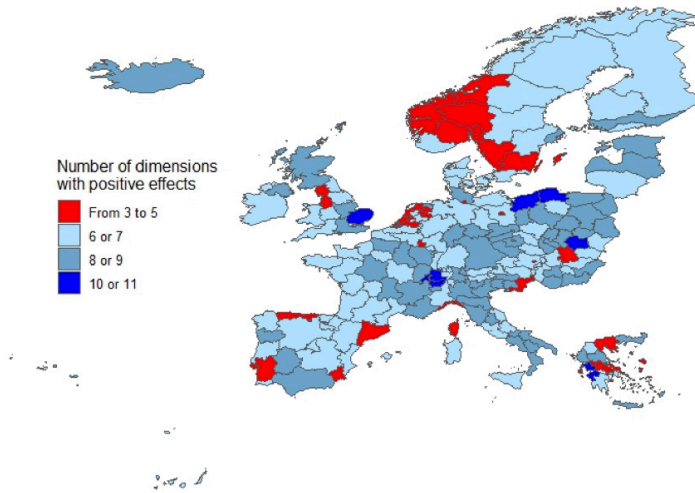 Number of dimensions
with positive effects
From 3 to 5
6 or 7
8 or 9
10 or 11